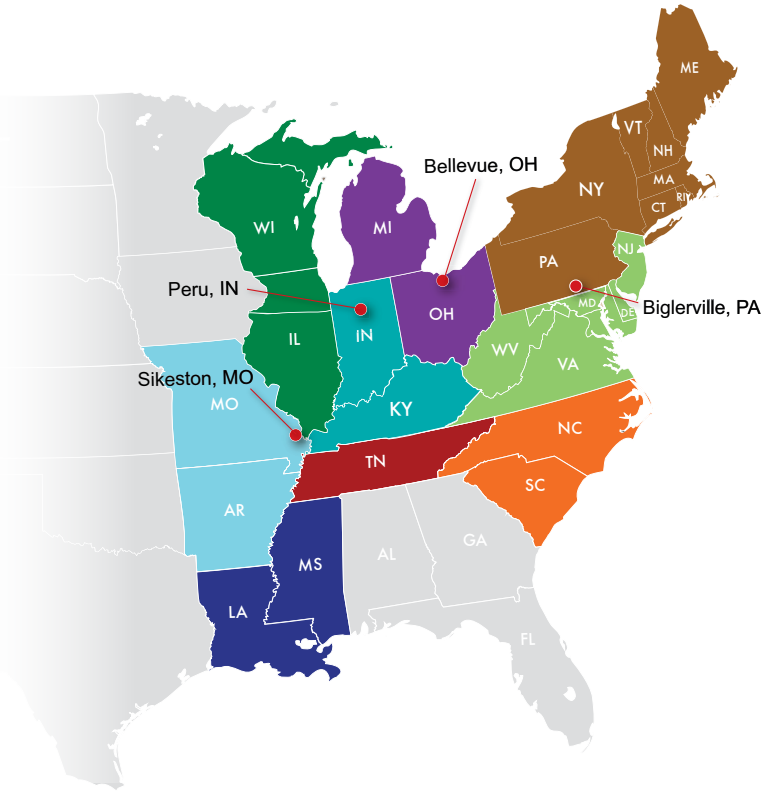 ME
VT
NH
Bellevue, OH
MA
NY
CT
RI
WI
MI
NJ
PA
Peru, IN
MD
Biglerville, PA
DE
OH
IN
IL
WV
VA
Sikeston, MO
MO
KY
NC
TN
SC
AR
GA
AL
MS
LA
FL